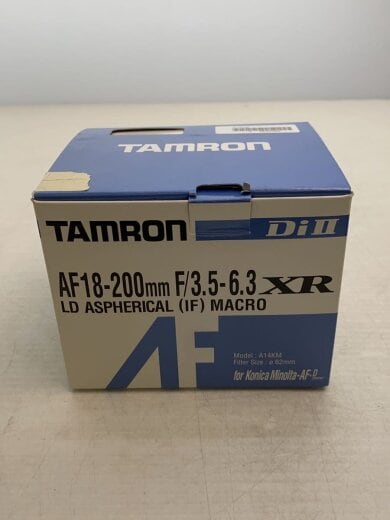 TAMRON
TAMRON Di II
AF18-200mm F/3.5-6.3 XR
LD ASPHERICAL (IF) MACRO
AF
Model : A14KM
Filter Size : ø 62mm
for Konica Minolta-AF-D